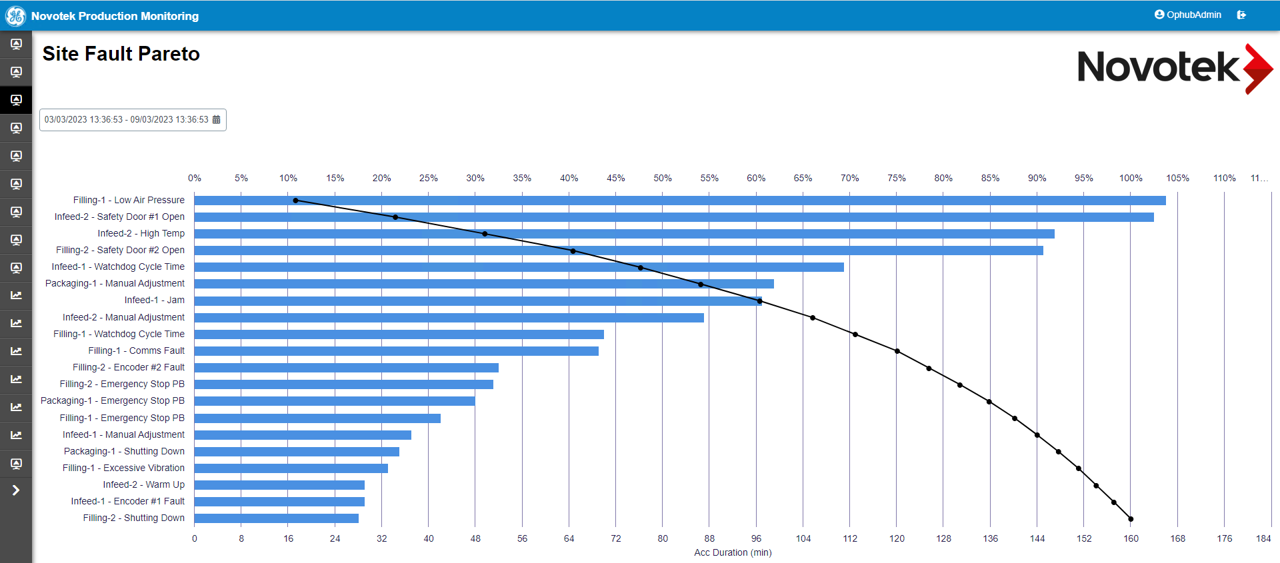 Novotek Production Monitoring
OphubAdmin
Site Fault Pareto
Novotek
03/03/2023 13:36:53 - 09/03/2023 13:36:53
0% 5% 10% 15% 20% 25% 30% 35% 40% 45% 50% 55% 60% 65% 70% 75% 80% 85% 90% 95% 100% 105% 110% 11...
Filling-1 - Low Air Pressure
Infeed-2 - Safety Door #1 Open
Infeed-2 - High Temp
Filling-2 - Safety Door #2 Open
Infeed-1 - Watchdog Cycle Time
Packaging-1 - Manual Adjustment
Infeed-1 - Jam
Infeed-2 - Manual Adjustment
Filling-1 - Watchdog Cycle Time
Filling-1 - Comms Fault
Filling-2 - Encoder #2 Fault
Filling-2 - Emergency Stop PB
Packaging-1 - Emergency Stop PB
Filling-1 - Emergency Stop PB
Infeed-1 - Manual Adjustment
Packaging-1 - Shutting Down
Filling-1 - Excessive Vibration
Infeed-2 - Warm Up
Infeed-1 - Encoder #1 Fault
Filling-2 - Shutting Down
0 8 16 24 32 40 48 56 64 72 80 88 96 104 112 120 128 136 144 152 160 168 176 184
Acc Duration (min)